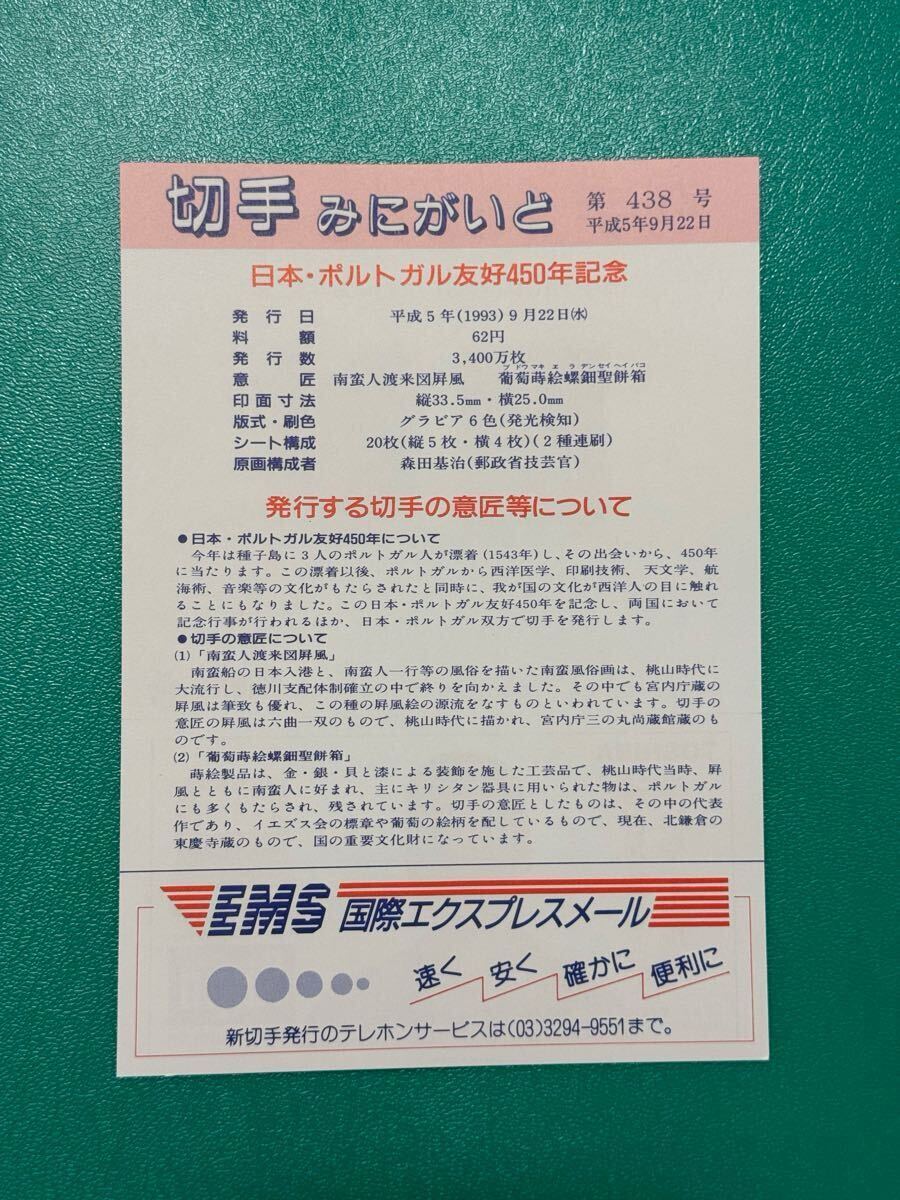 切手 みにがいど
第 438 号
平成5年9月22日
日本・ポルトガル友好450年記念
発行日 平成5年(1993)9月22日㈬
料額 62円
発行数 3,400万枚
ブドウマキエラデンセイヘイバコ
意匠 南蛮人渡来図屛風 葡萄蒔絵螺鈿聖餅箱
印面寸法 縦33.5mm・横25.0mm
版式・刷色 グラビア6色(発光検知)
シート構成 20枚(縦5枚・横4枚)(2種連刷)
原画構成者 森田基治(郵政省技芸官)
発行する切手の意匠等について
●日本・ポルトガル友好450年について
今年は種子島に3人のポルトガル人が漂着(1543年)し、その出会いから、450年
に当たります。この漂着以後、ポルトガルから西洋医学、印刷技術、天文学、航
海術、音楽等の文化がもたらされたと同時に、我が国の文化が西洋人の目に触れ
ることにもなりました。この日本・ポルトガル友好450年を記念し、両国において
記念行事が行われるほか、日本・ポルトガル双方で切手を発行します。
●切手の意匠について
(1)「南蛮人渡来図屛風」
南蛮船の日本入港と、南蛮人一行等の風俗を描いた南蛮風俗画は、桃山時代に
大流行し、徳川支配体制確立の中で終りを向かえました。その中でも宮内庁蔵の
屛風は筆致も優れ、この種の屛風絵の源流をなすものといわれています。切手の
意匠の屛風は六曲一双のもので、桃山時代に描かれ、宮内庁三の丸尚蔵館蔵のも
のです。
(2)「葡萄蒔絵螺鈿聖餅箱」
蒔絵製品は、金・銀・貝と漆による装飾を施した工芸品で、桃山時代当時、屛
風とともに南蛮人に好まれ、主にキリシタン器具に用いられた物は、ポルトガル
にも多くもたらされ、残されています。切手の意匠としたものは、その中の代表
作であり、イエズス会の標章や葡萄の絵柄を配しているもので、現在、北鎌倉の
東慶寺蔵のもので、国の重要文化財になっています。
EMS 国際エクスプレスメール
速く 安く 確かに 便利に
新切手発行のテレホンサービスは(03)3294-9551まで。